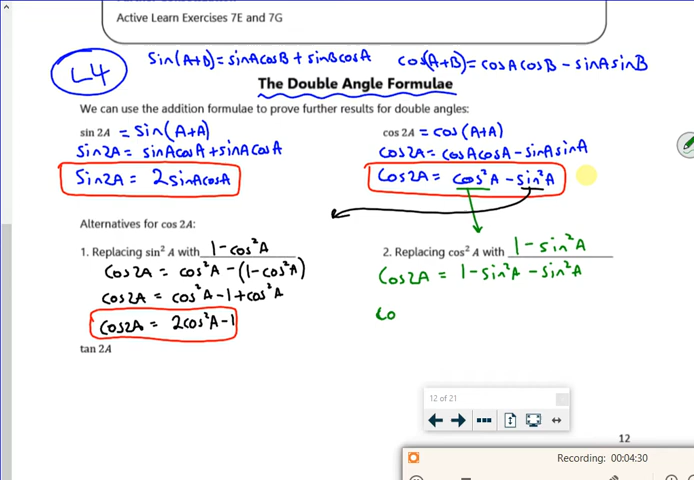 Active Learn Exercises 7E and 7G
L4
Sin(A+B) = sinAcosB + sinBcosA
cos(A+B) = cosAcosB - sinAsinB
The Double Angle Formulae
We can use the addition formulae to prove further results for double angles:
sin 2A = Sin(A+A)
Sin2A = sinAcosA + sinAcosA
Sin2A = 2sinAcosA
cos 2A = cos(A+A)
cos2A = cosAcosA - sinAsinA
Cos2A = cos²A - sin²A
Alternatives for cos 2A:
1. Replacing sin² A with 1-cos²A
Cos2A = cos²A - (1-cos²A)
Cos2A = cos²A - 1 + cos²A
Cos2A = 2cos²A - 1
2. Replacing cos² A with 1 - sin²A
Cos2A = 1 - sin²A - sin²A
Co
tan 2A
12 of 21
12
Recording: 00:04:30